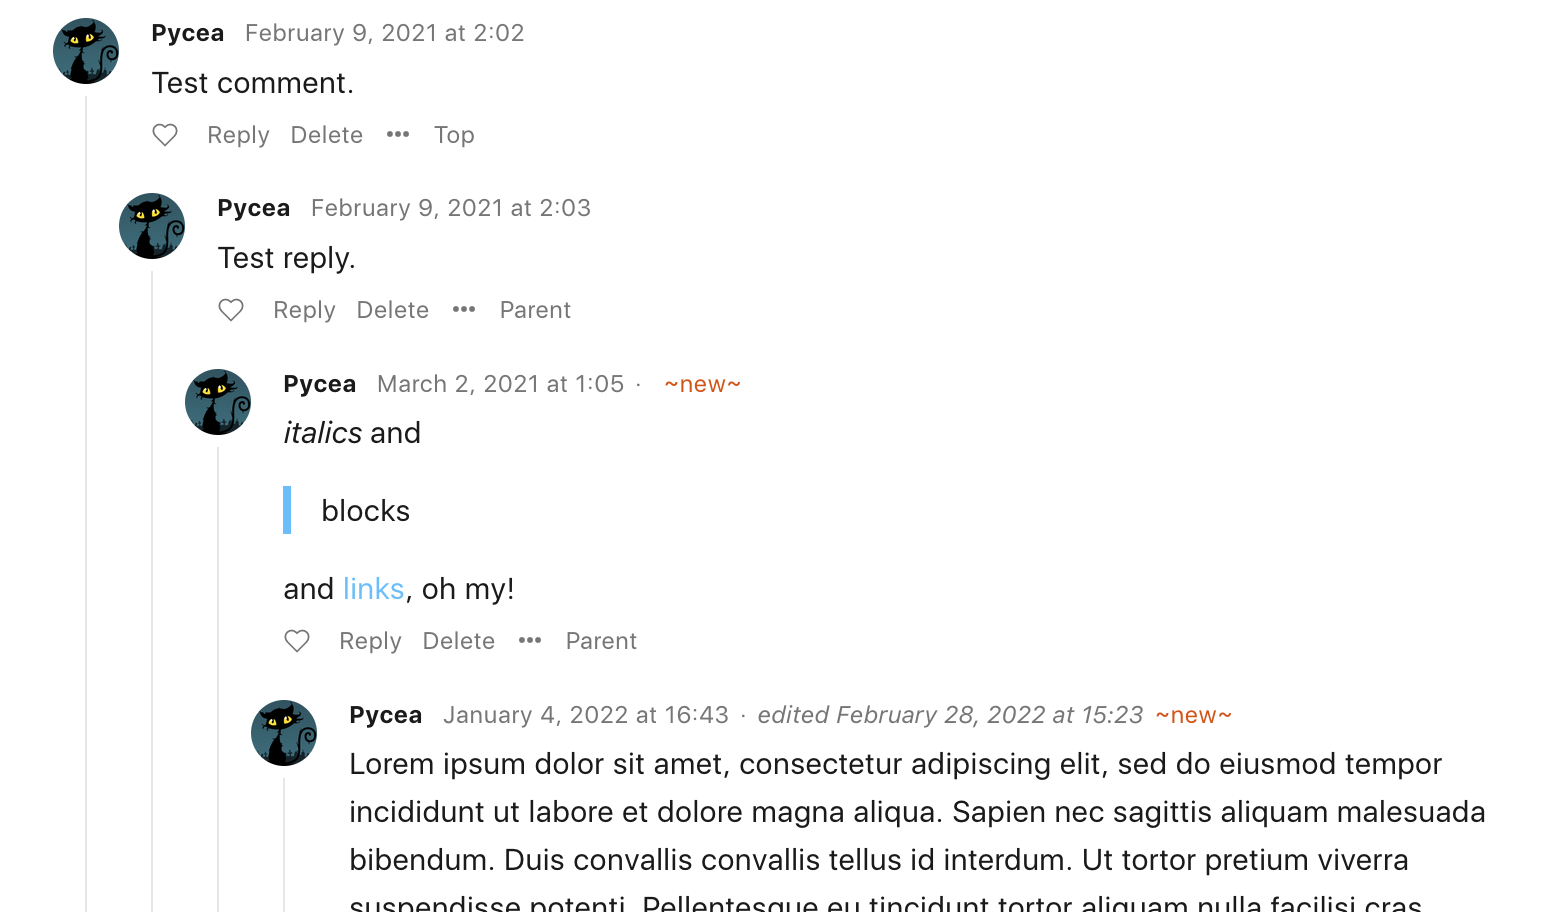 Pycea February 9, 2021 at 2:02
Test comment.
Reply Delete ••• Top
Pycea February 9, 2021 at 2:03
Test reply.
Reply Delete ••• Parent
Pycea March 2, 2021 at 1:05 · ~new~
italics and
blocks
and links, oh my!
Reply Delete ••• Parent
Pycea January 4, 2022 at 16:43 · edited February 28, 2022 at 15:23 ~new~
Lorem ipsum dolor sit amet, consectetur adipiscing elit, sed do eiusmod tempor
incididunt ut labore et dolore magna aliqua. Sapien nec sagittis aliquam malesuada
bibendum. Duis convallis convallis tellus id interdum. Ut tortor pretium viverra
suspendisse potenti. Pellentesque eu tincidunt tortor aliquam nulla facilisi cras